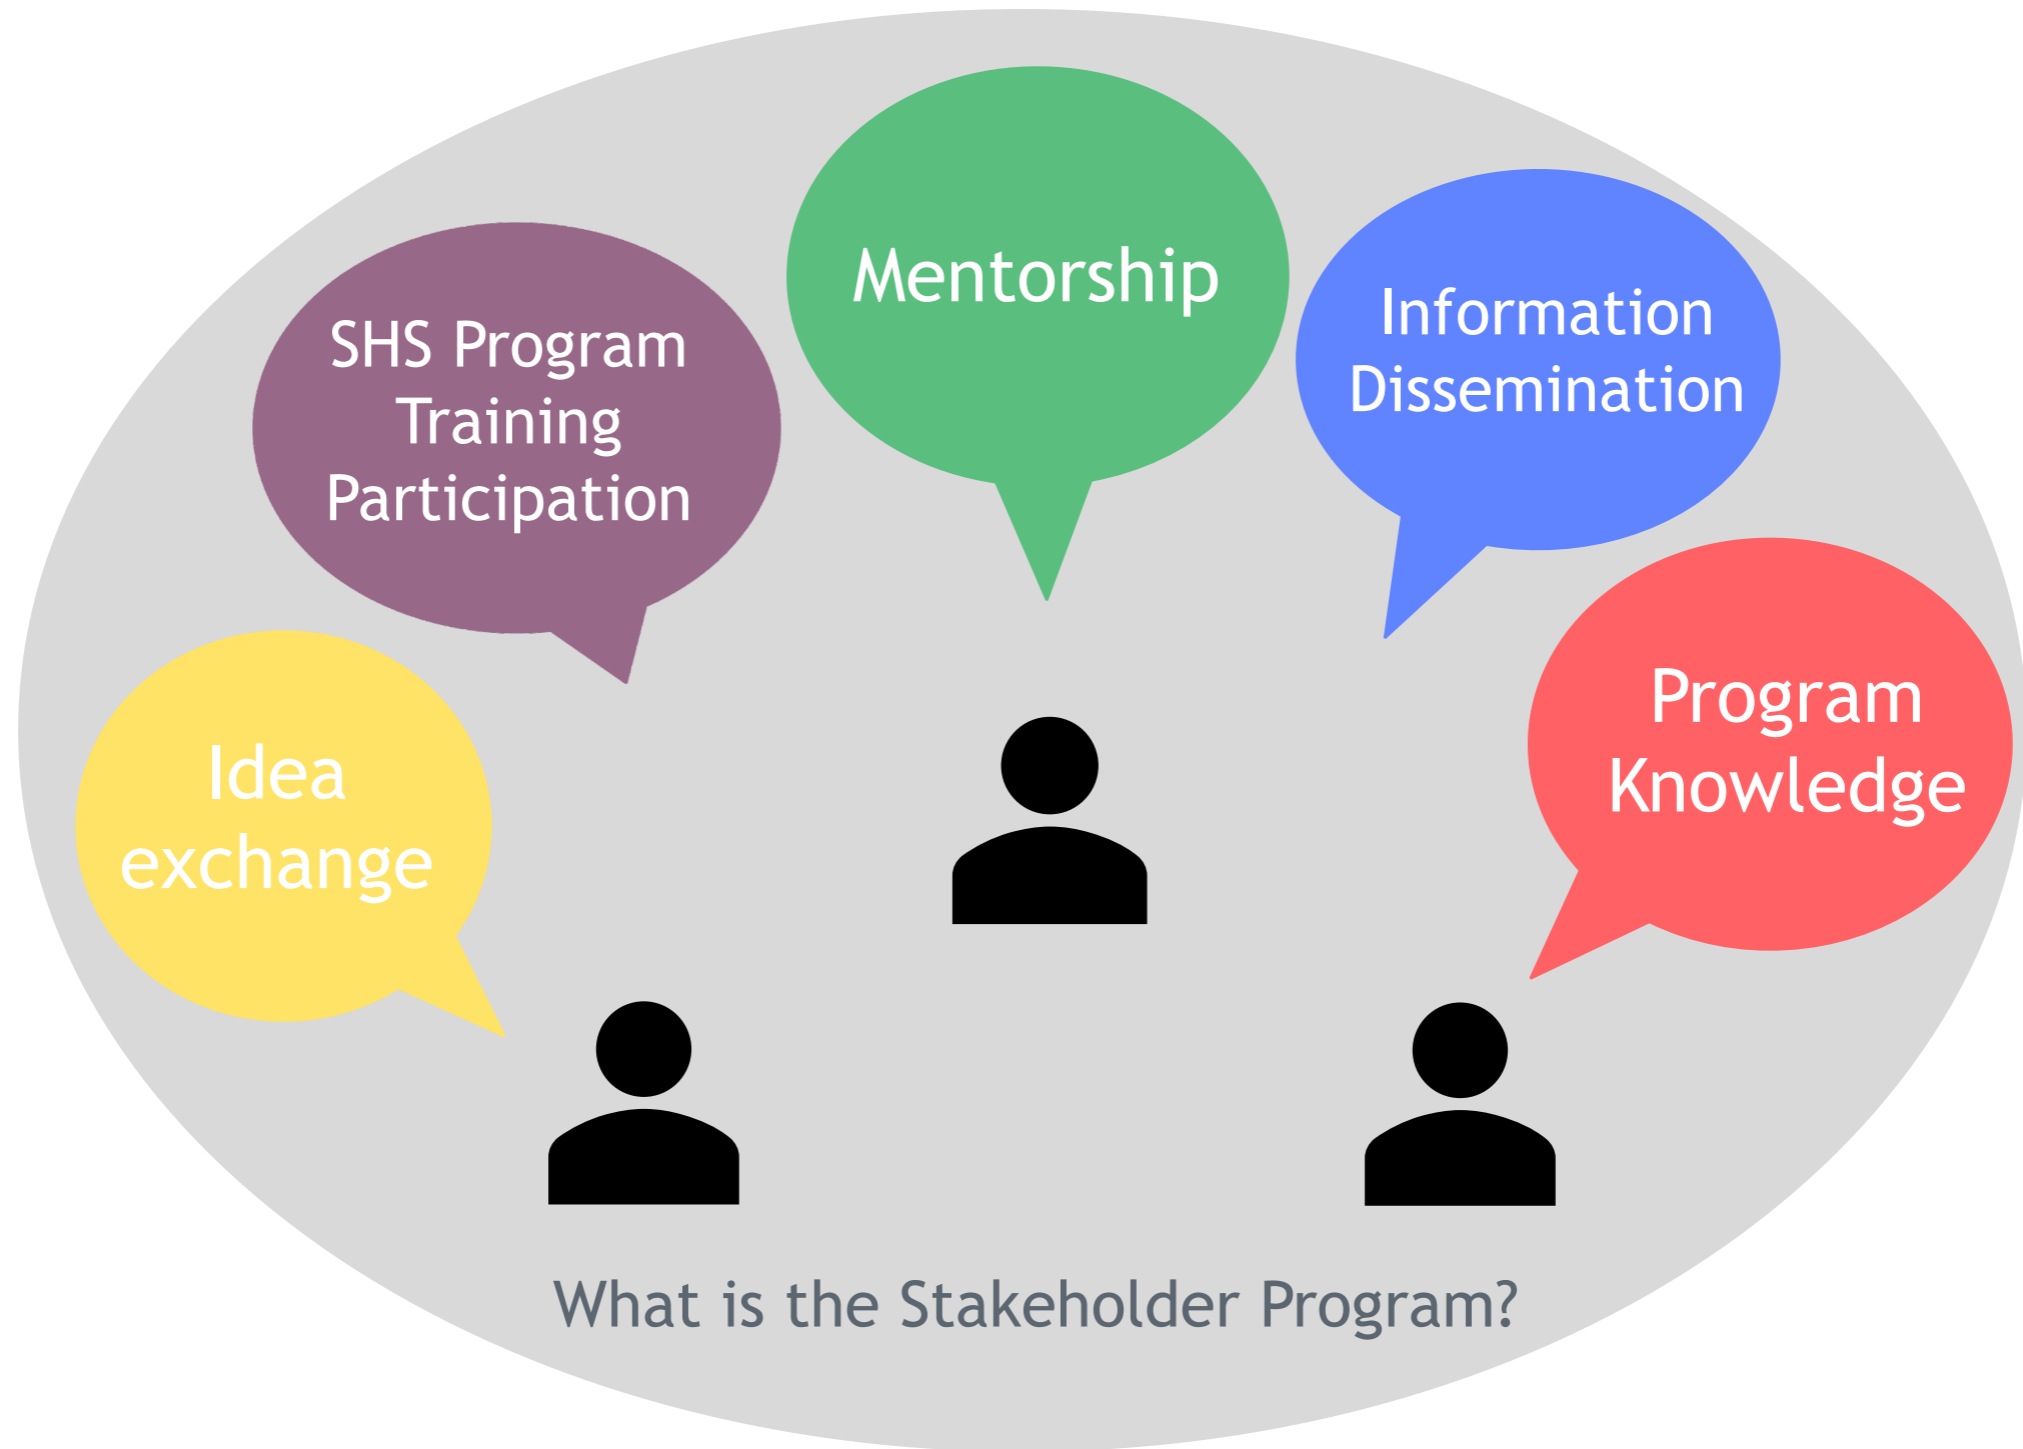 Mentorship
Information
Dissemination
SHS Program
Training
Participation
Program
Knowledge
Idea
exchange
What is the Stakeholder Program?